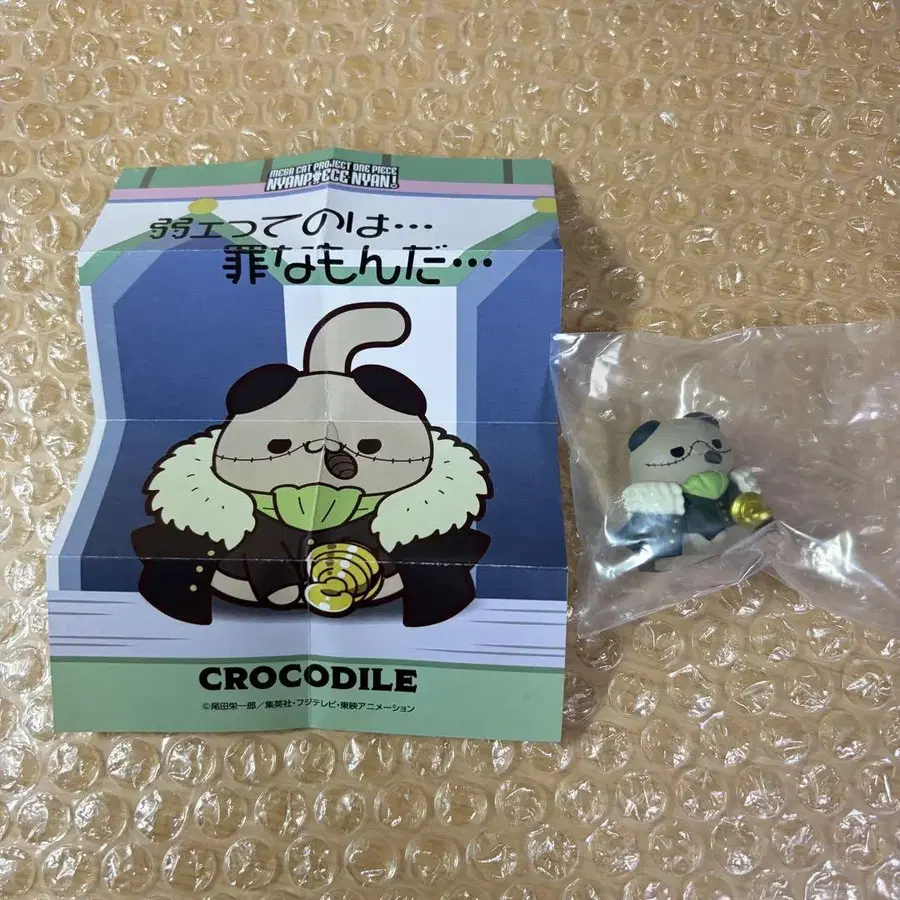 MEGA CAT PROJECT ONE PIECE
NYANPIECE NYAN!
弱ェってのは…
罪なもんだ…
CROCODILE
©尾田栄一郎／集英社・フジテレビ・東映アニメーション